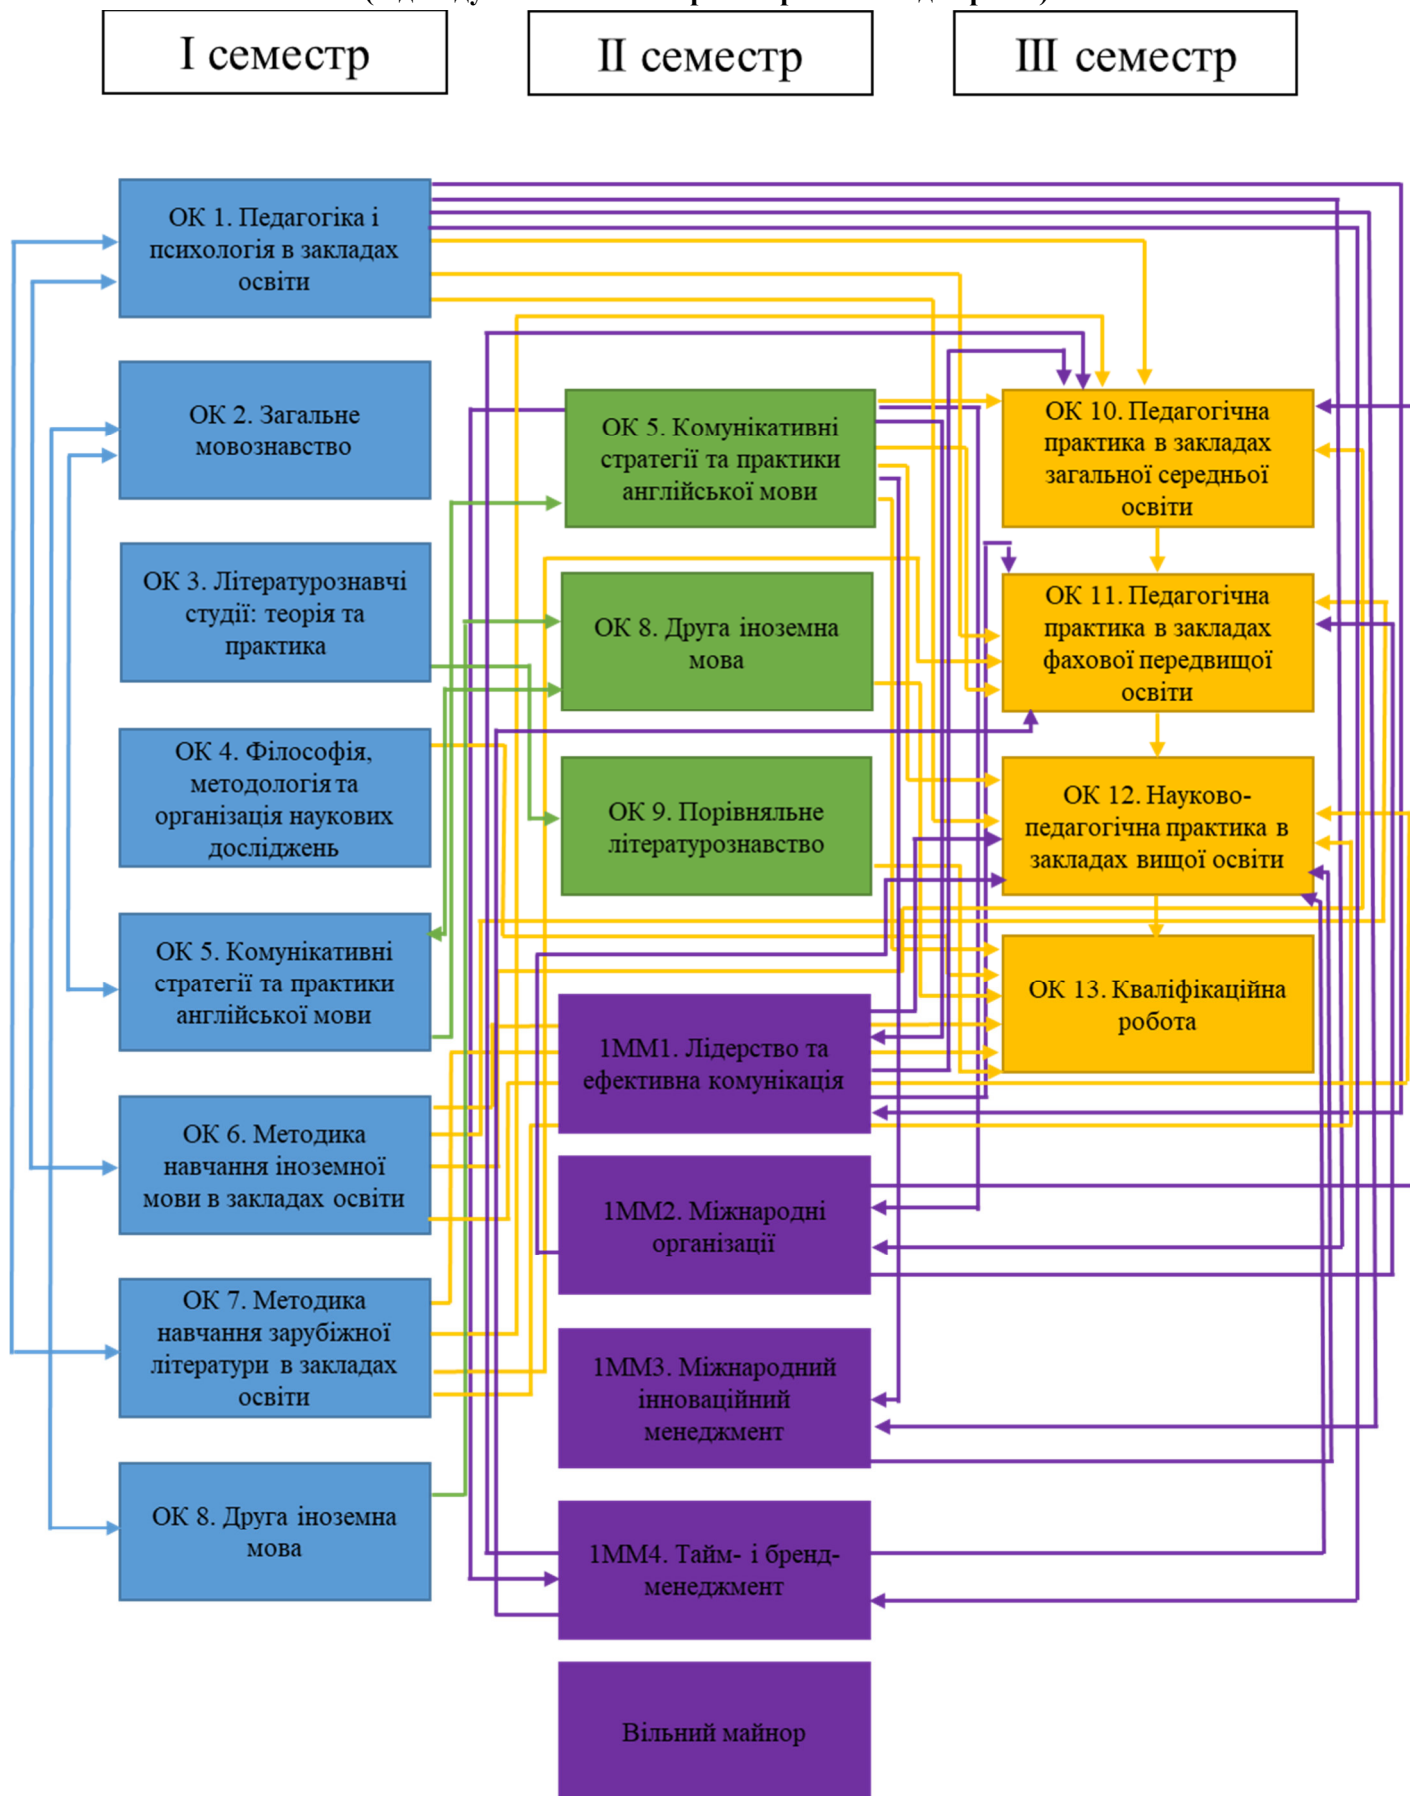 І семестр
ІІ семестр
ІІІ семестр
ОК 1. Педагогіка і
психологія в закладах
освіти
ОК 2. Загальне
мовознавство
ОК 3. Літературознавчі
студії: теорія та
практика
ОК 4. Філософія,
методологія та
організація наукових
досліджень
ОК 5. Комунікативні
стратегії та практики
англійської мови
ОК 6. Методика
навчання іноземної
мови в закладах освіти
ОК 7. Методика
навчання зарубіжної
літератури в закладах
освіти
ОК 8. Друга іноземна
мова
ОК 5. Комунікативні
стратегії та практики
англійської мови
ОК 8. Друга іноземна
мова
ОК 9. Порівняльне
літературознавство
1ММ1. Лідерство та
ефективна комунікація
1ММ2. Міжнародні
організації
1ММ3. Міжнародний
інноваційний
менеджмент
1ММ4. Тайм- і бренд-
менеджмент
Вільний майнор
ОК 10. Педагогічна
практика в закладах
загальної середньої
освіти
ОК 11. Педагогічна
практика в закладах
фахової передвищої
освіти
ОК 12. Науково-
педагогічна практика в
закладах вищої освіти
ОК 13. Кваліфікаційна
робота